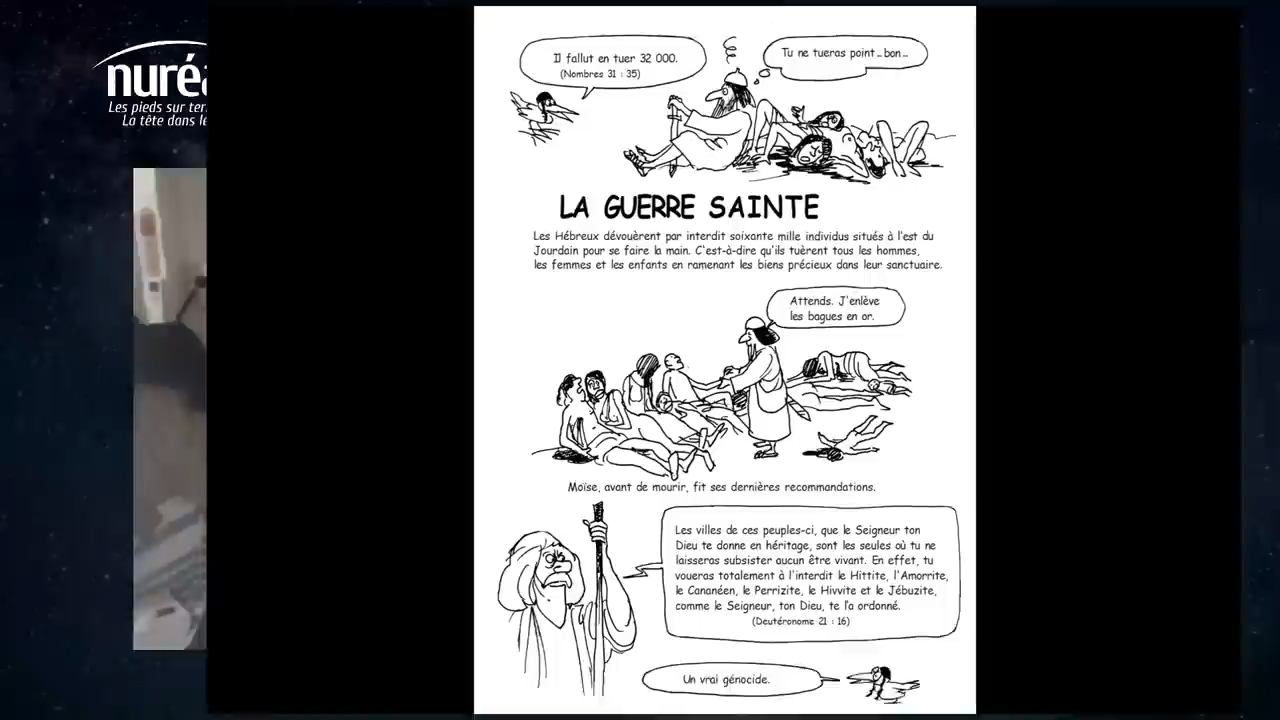 nuréa
Les pieds sur ter
La tête dans le
Il fallut en tuer 32 000.
(Nombres 31 : 35)
Tu ne tueras point... bon...
LA GUERRE SAINTE
Les Hébreux dévouèrent par interdit soixante mille individus situés à l'est du
Jourdain pour se faire la main. C'est-à-dire qu'ils tuèrent tous les hommes,
les femmes et les enfants en ramenant les biens précieux dans leur sanctuaire.
Attends. J'enlève
les bagues en or.
Moïse, avant de mourir, fit ses dernières recommandations.
Les villes de ces peuples-ci, que le Seigneur ton
Dieu te donne en héritage, sont les seules où tu ne
laisseras subsister aucun être vivant. En effet, tu
voueras totalement à l'interdit le Hittite, l'Amorrite,
le Cananéen, le Perrizite, le Hivvite et le Jébuzite,
comme le Seigneur, ton Dieu, te l'a ordonné.
(Deutéronome 21 : 16)
Un vrai génocide.